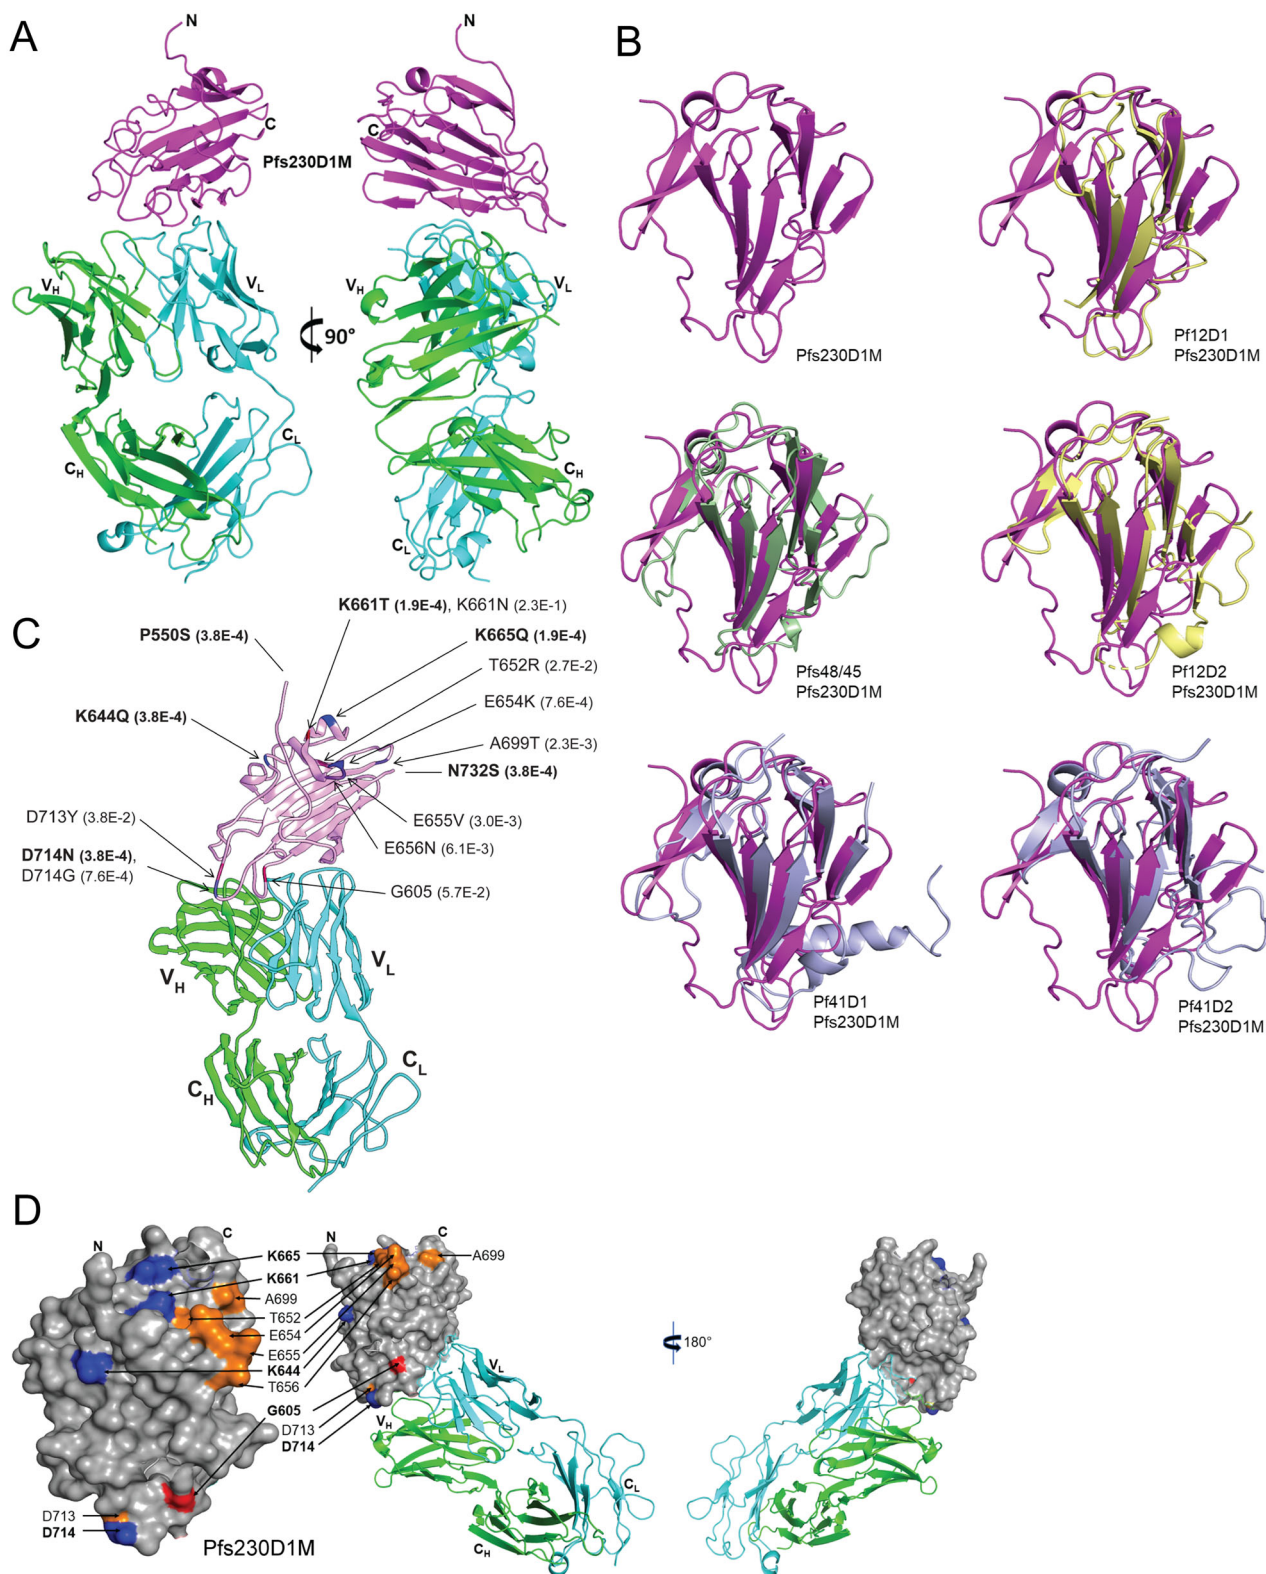 A
N
N
C
C
Pfs230D1M
VH
VL
VH
VL
90°
CL
CH
CH
CL
B
Pfs230D1M
Pf12D1
Pfs230D1M
Pfs48/45
Pfs230D1M
Pf12D2
Pfs230D1M
Pf41D1
Pfs230D1M
Pf41D2
Pfs230D1M
C
K661T (1.9E-4), K661N (2.3E-1)
P550S (3.8E-4)
K665Q (1.9E-4)
T652R (2.7E-2)
K644Q (3.8E-4)
E654K (7.6E-4)
A699T (2.3E-3)
N732S (3.8E-4)
D713Y (3.8E-2)
E655V (3.0E-3)
E656N (6.1E-3)
D714N (3.8E-4),
D714G (7.6E-4)
G605 (5.7E-2)
VH
VL
CH
CL
D
N
C
N
C
K665
K661
A699
A699
T652
E654
E655
K644
T656
G605
D713
D714
D713
D714
Pfs230D1M
VL
VH
CL
CH
180°